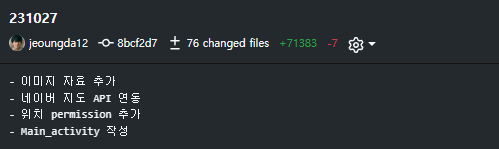 231027
jeoungda12 8bcf2d7 76 changed files +71383 -7
- 이미지 자료 추가
- 네이버 지도 API 연동
- 위치 permission 추가
- Main_activity 작성